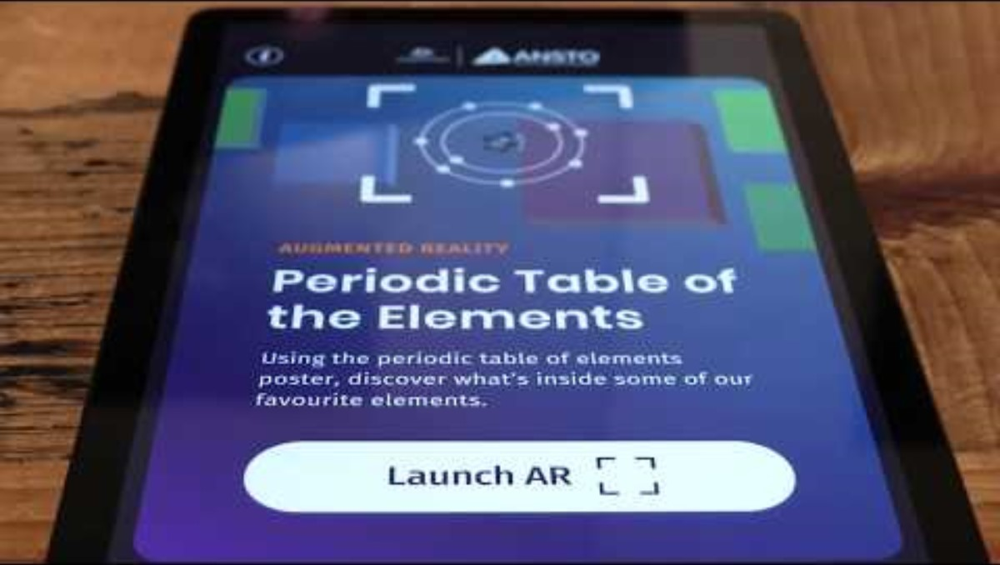 ANSTO
AUGMENTED REALITY
Periodic Table of
the Elements
Using the periodic table of elements
poster, discover what's inside some of our
favourite elements.
Launch AR